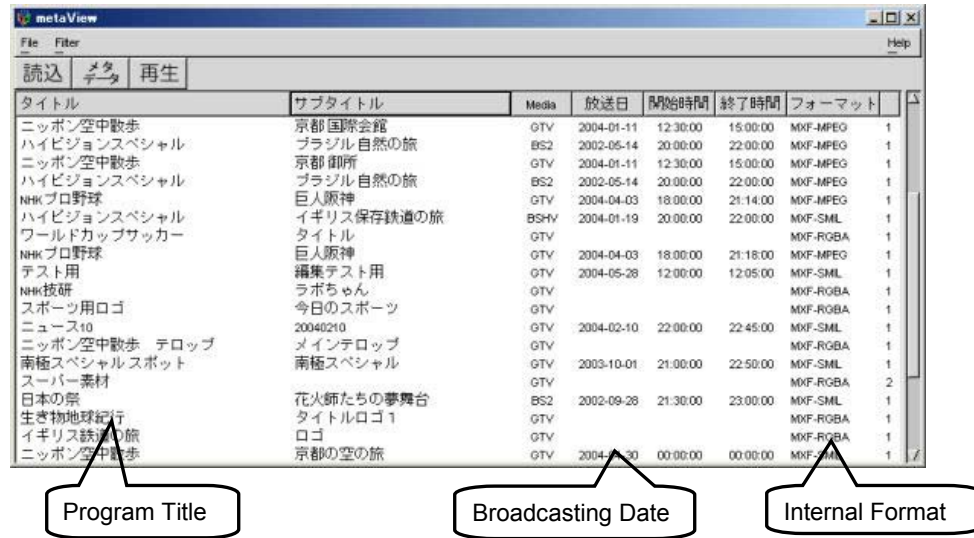 metaView
File Filter Help
読込 メタデータ 再生
タイトル サブタイトル Media 放送日 開始時間 終了時間 フォーマット
ニッポン空中散歩 京都国際会館 GTV 2004-01-11 12:30:00 15:00:00 MXF-MPEG 1
ハイビジョンスペシャル ブラジル自然の旅 BS2 2002-05-14 20:00:00 22:00:00 MXF-MPEG 1
ニッポン空中散歩 京都御所 GTV 2004-01-11 12:30:00 15:00:00 MXF-MPEG 1
ハイビジョンスペシャル ブラジル自然の旅 BS2 2002-05-14 20:00:00 22:00:00 MXF-MPEG 1
NHKプロ野球 巨人阪神 GTV 2004-04-03 18:00:00 21:14:00 MXF-MPEG 1
ハイビジョンスペシャル イギリス保存鉄道の旅 BSHV 2004-01-19 20:00:00 22:00:00 MXF-SMIL 1
ワールドカップサッカー タイトル GTV MXF-RGBA 1
NHKプロ野球 巨人阪神 GTV 2004-04-03 18:00:00 21:18:00 MXF-MPEG 1
テスト用 編集テスト用 GTV 2004-05-28 12:00:00 12:05:00 MXF-SMIL 1
NHK技研 ラボちゃん GTV MXF-RGBA 1
スポーツ用ロゴ 今日のスポーツ GTV MXF-RGBA 1
ニュース10 20040210 GTV 2004-02-10 22:00:00 22:45:00 MXF-SMIL 1
ニッポン空中散歩 テロップ メインテロップ GTV MXF-RGBA 1
南極スペシャルスポット 南極スペシャル GTV 2003-10-01 21:00:00 22:50:00 MXF-SMIL 1
スーパー素材 GTV MXF-RGBA 2
日本の祭 花火師たちの夢舞台 BS2 2002-09-28 21:30:00 23:00:00 MXF-SMIL 1
生き物地球紀行 タイトルロゴ1 GTV MXF-RGBA 1
イギリス鉄道の旅 ロゴ GTV MXF-RGBA 1
ニッポン空中散歩 京都の空の旅 GTV 00:00:00 00:00:00 MXF-SMIL 1
Program Title Broadcasting Date Internal Format